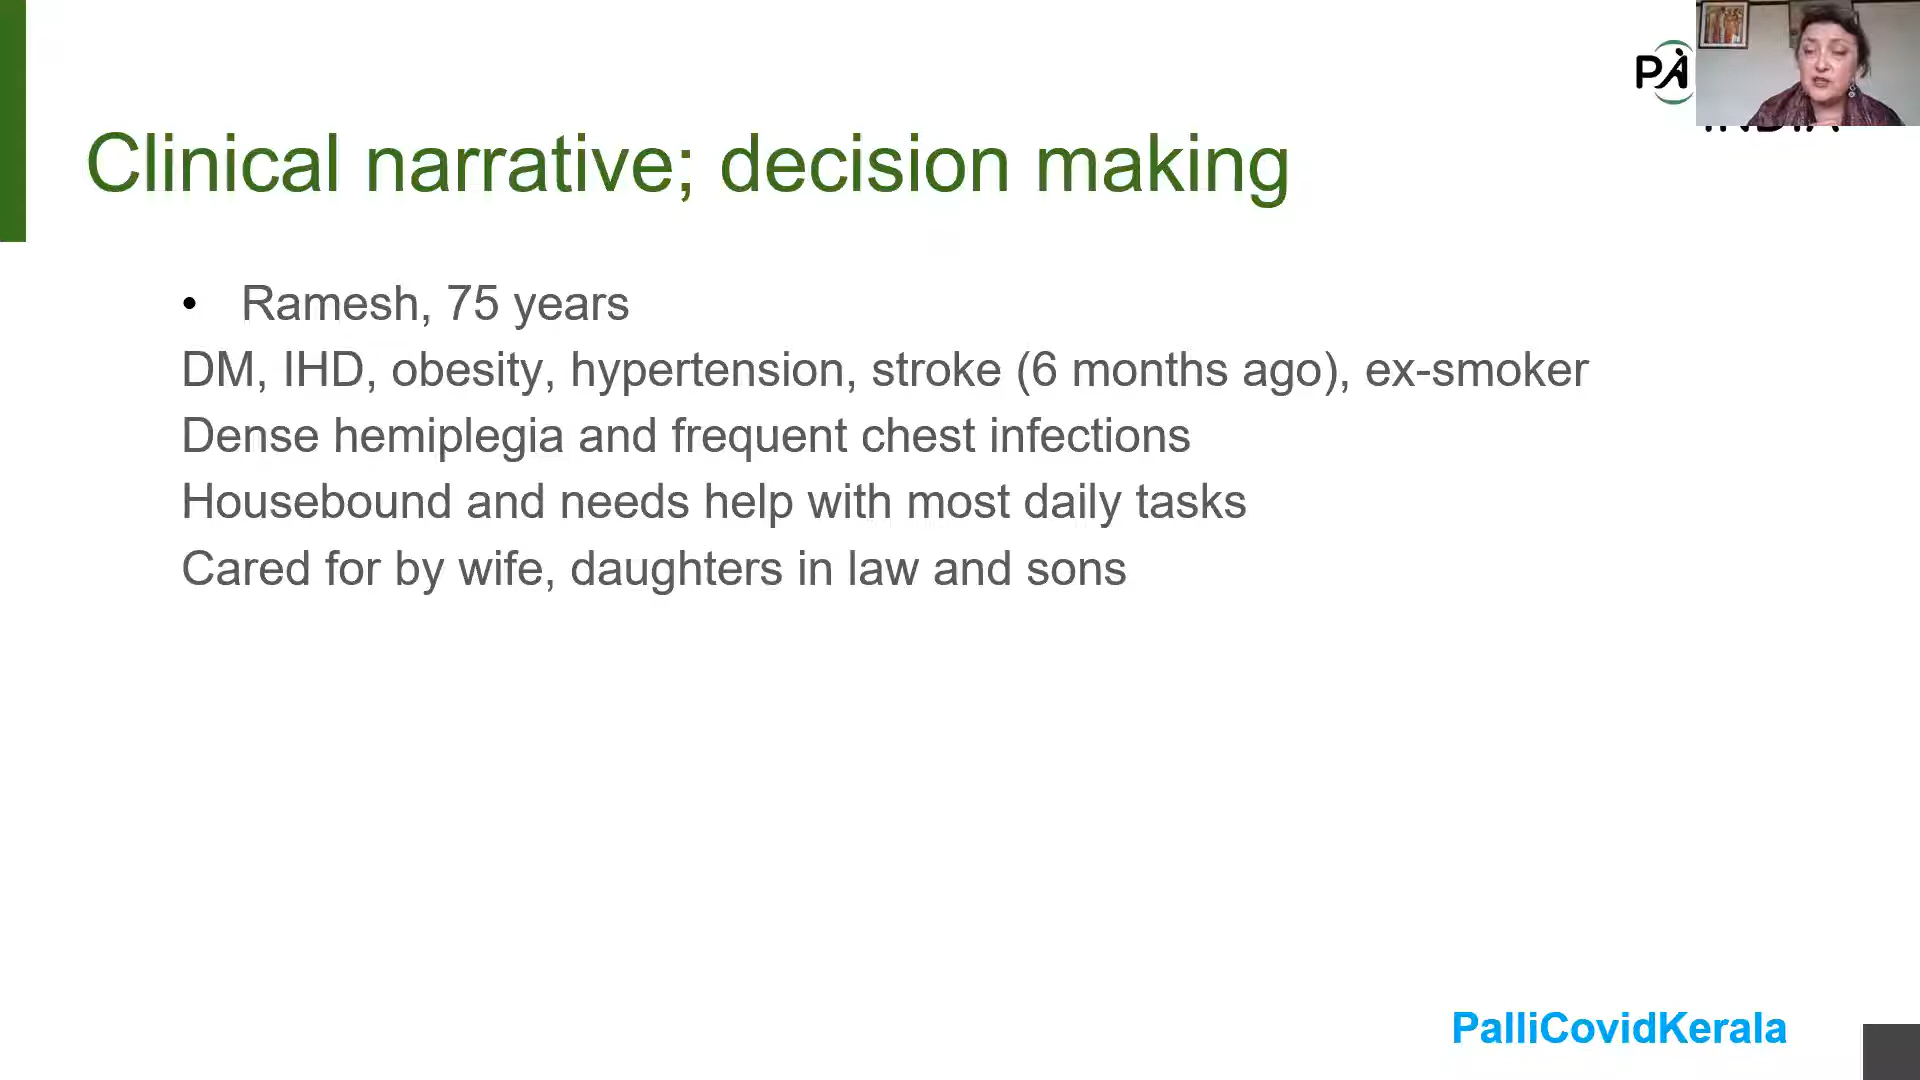 Clinical narrative; decision making
• Ramesh, 75 years
DM, IHD, obesity, hypertension, stroke (6 months ago), ex-smoker
Dense hemiplegia and frequent chest infections
Housebound and needs help with most daily tasks
Cared for by wife, daughters in law and sons
PalliCovidKerala